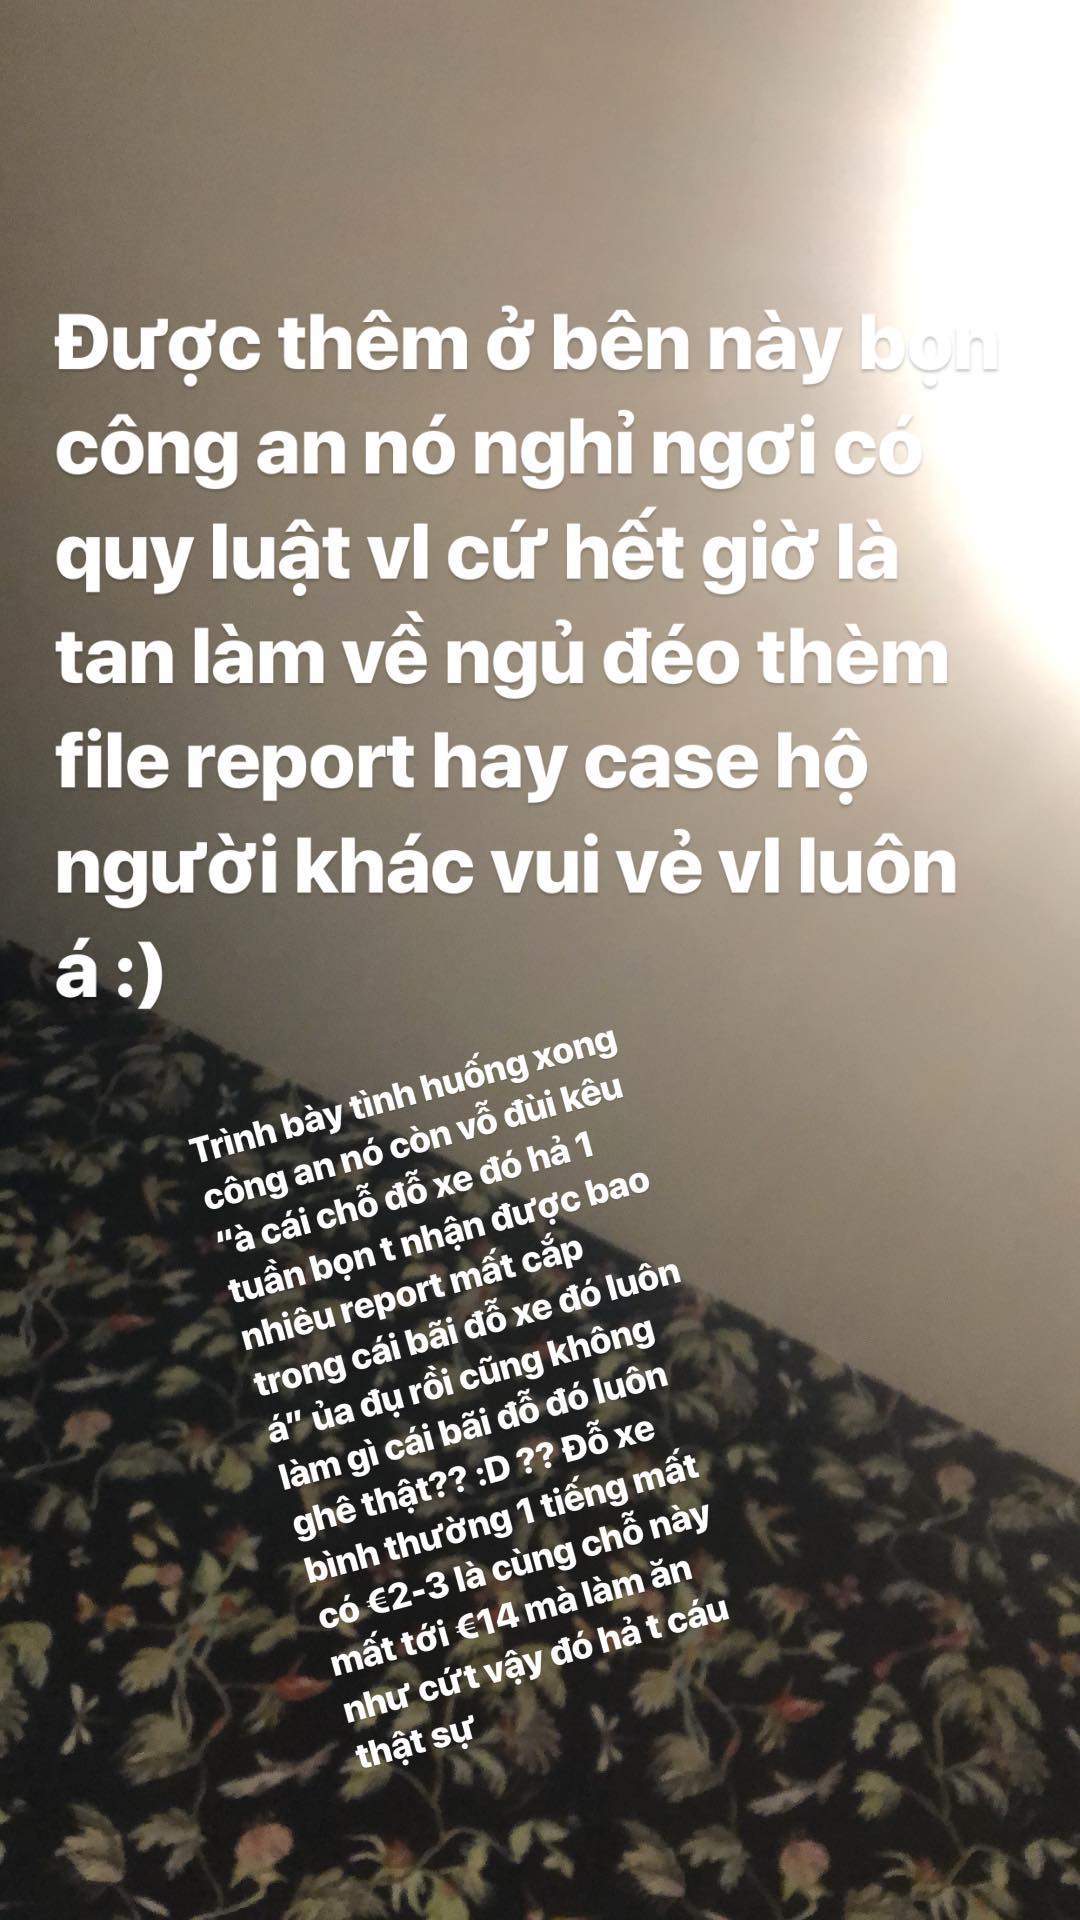 Được thêm ở bên này bọn
công an nó nghỉ ngơi có
quy luật vl cứ hết giờ là
tan làm về ngủ đéo thèm
file report hay case hộ
người khác vui vẻ vl luôn
á :)
Trình bày tình huống xong
công an nó còn vỗ đùi kêu
“à cái chỗ đỗ xe đó hả 1
tuần bọn t nhận được bao
nhiêu report mất cắp
trong cái bãi đỗ xe đó luôn
á” ủa đụ rồi cũng không
làm gì cái bãi đỗ đó luôn
ghê thật?? :D ?? Đỗ xe
bình thường 1 tiếng mất
có €2-3 là cùng chỗ này
mất tới €14 mà làm ăn
như cứt vậy đó hả t cáu
thật sự